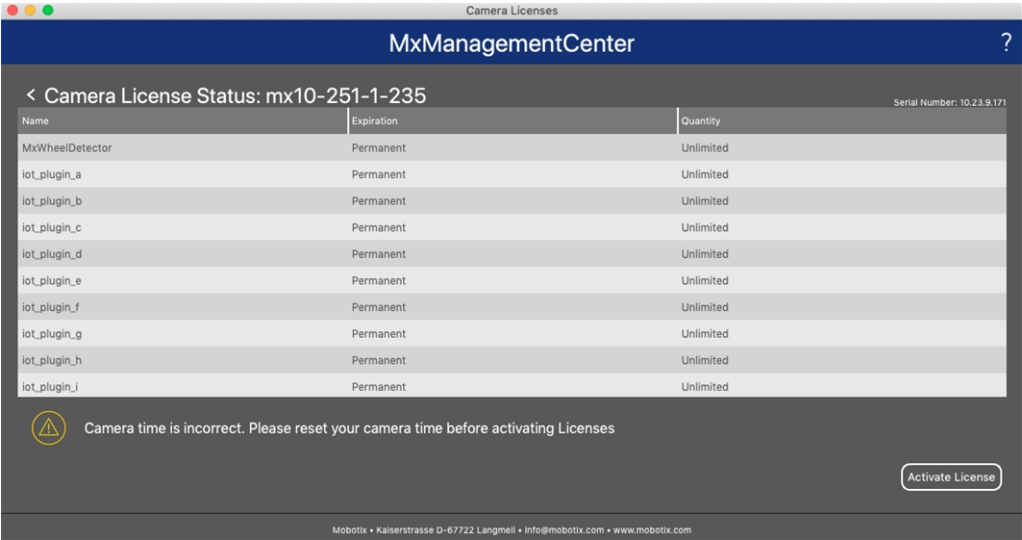 Camera Licenses
MxManagementCenter
?
< Camera License Status: mx10-251-1-235
Serial Number: 10.23.9.171
Name Expiration Quantity
MxWheelDetector Permanent Unlimited
iot_plugin_a Permanent Unlimited
iot_plugin_b Permanent Unlimited
iot_plugin_c Permanent Unlimited
iot_plugin_d Permanent Unlimited
iot_plugin_e Permanent Unlimited
iot_plugin_f Permanent Unlimited
iot_plugin_g Permanent Unlimited
iot_plugin_h Permanent Unlimited
iot_plugin_i Permanent Unlimited
Camera time is incorrect. Please reset your camera time before activating Licenses
Activate License
Mobotix • Kaiserstrasse D-67722 Langmeil • info@mobotix.com • www.mobotix.com